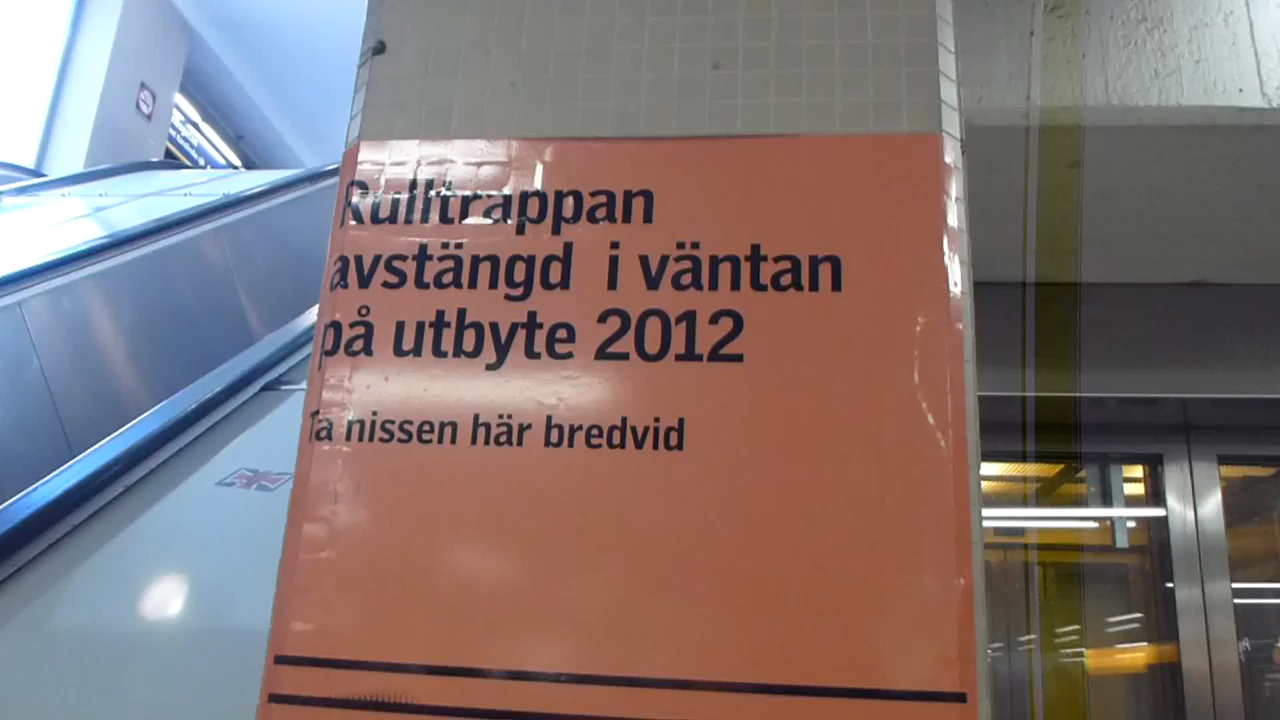 Rulltrappan
avstängd i väntan
på utbyte 2012
Ta nissen här bredvid